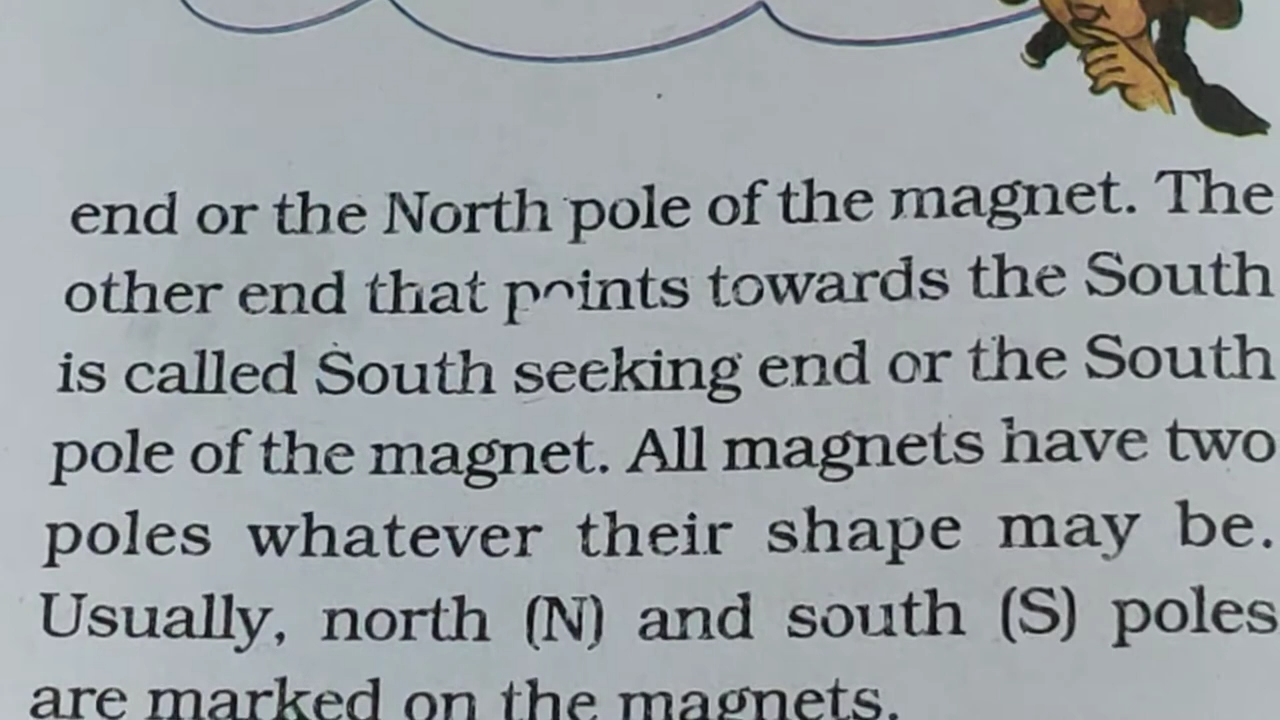 end or the North pole of the magnet. The
other end that points towards the South
is called South seeking end or the South
pole of the magnet. All magnets have two
poles whatever their shape may be.
Usually, north (N) and south (S) poles
are marked on the magnets.